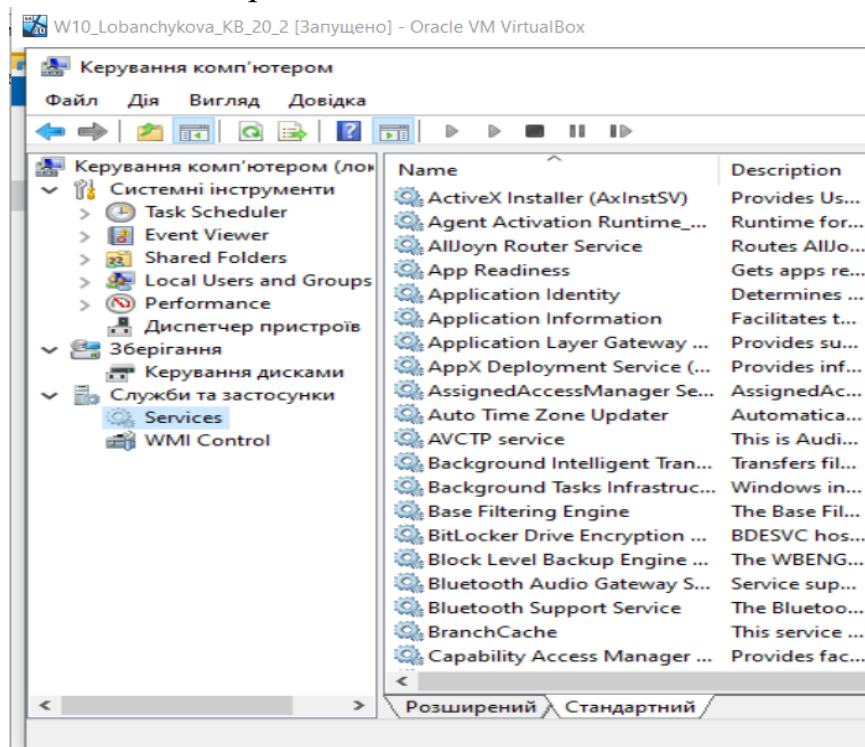 W10_Lobanchykova_KB_20_2 [Запущено] - Oracle VM VirtualBox
Керування комп'ютером
Файл Дія Вигляд Довідка
Керування комп'ютером (лок
Системні інструменти
Task Scheduler
Event Viewer
Shared Folders
Local Users and Groups
Performance
Диспетчер пристроїв
Зберігання
Керування дисками
Служби та застосунки
Services
WMI Control
Name Description
ActiveX Installer (AxInstSV) Provides Us...
Agent Activation Runtime_... Runtime for...
AllJoyn Router Service Routes AllJo...
App Readiness Gets apps re...
Application Identity Determines ...
Application Information Facilitates t...
Application Layer Gateway ... Provides su...
AppX Deployment Service (... Provides inf...
AssignedAccessManager Se... AssignedAc...
Auto Time Zone Updater Automatica...
AVCTP service This is Audi...
Background Intelligent Tran... Transfers fil...
Background Tasks Infrastruc... Windows in...
Base Filtering Engine The Base Fil...
BitLocker Drive Encryption ... BDESVC hos...
Block Level Backup Engine ... The WBENG...
Bluetooth Audio Gateway S... Service sup...
Bluetooth Support Service The Bluetoo...
BranchCache This service ...
Capability Access Manager ... Provides fac...
Розширений Стандартний